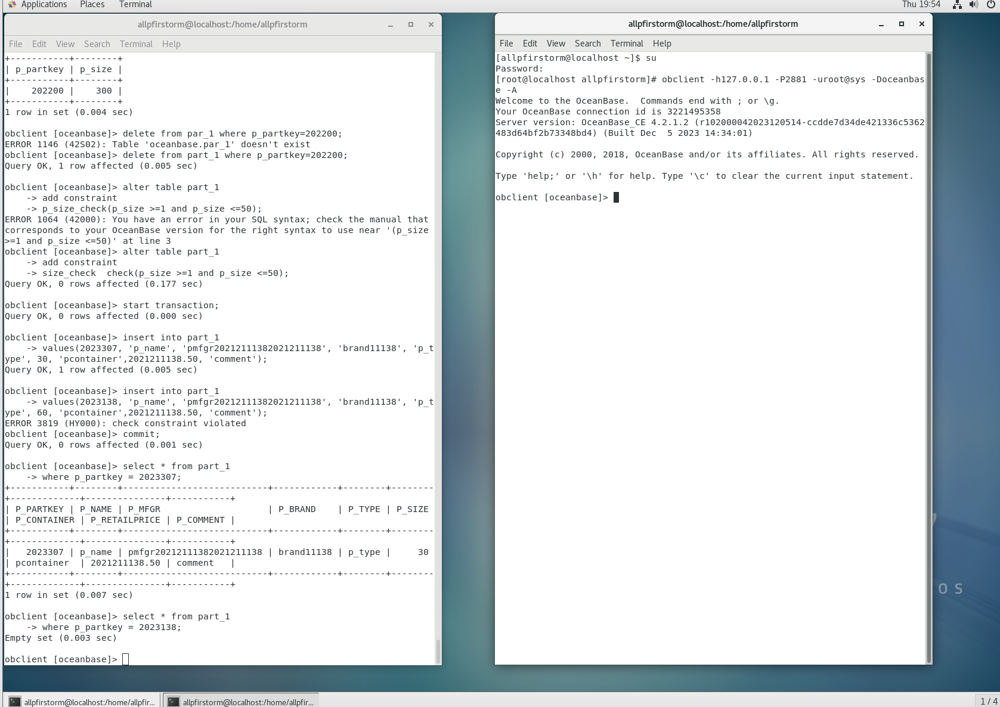 Applications Places Terminal Thu 19:54
allpfirstorm@localhost:/home/allpfirstorm
File Edit View Search Terminal Help
+-----------+--------+
| p_partkey | p_size |
+-----------+--------+
|    202200 |    300 |
+-----------+--------+
1 row in set (0.004 sec)
obclient [oceanbase]> delete from par_1 where p_partkey=202200;
ERROR 1146 (42S02): Table 'oceanbase.par_1' doesn't exist
obclient [oceanbase]> delete from part_1 where p_partkey=202200;
Query OK, 1 row affected (0.005 sec)
obclient [oceanbase]> alter table part_1
    -> add constraint
    -> p_size_check(p_size >=1 and p_size <=50);
ERROR 1064 (42000): You have an error in your SQL syntax; check the manual that
corresponds to your OceanBase version for the right syntax to use near '(p_size
>=1 and p_size <=50)' at line 3
obclient [oceanbase]> alter table part_1
    -> add constraint
    -> size_check  check(p_size >=1 and p_size <=50);
Query OK, 0 rows affected (0.177 sec)
obclient [oceanbase]> start transaction;
Query OK, 0 rows affected (0.000 sec)
obclient [oceanbase]> insert into part_1
    -> values(2023307, 'p_name', 'pmfgr20212111382021211138', 'brand11138', 'p_t
ype', 30, 'pcontainer',2021211138.50, 'comment');
Query OK, 1 row affected (0.005 sec)
obclient [oceanbase]> insert into part_1
    -> values(2023138, 'p_name', 'pmfgr20212111382021211138', 'brand11138', 'p_t
ype', 60, 'pcontainer',2021211138.50, 'comment');
ERROR 3819 (HY000): check constraint violated
obclient [oceanbase]> commit;
Query OK, 0 rows affected (0.001 sec)
obclient [oceanbase]> select * from part_1
    -> where p_partkey = 2023307;
+-----------+--------+---------------------------+------------+--------+--------
+-------------+---------------+-----------+
| P_PARTKEY | P_NAME | P_MFGR                    | P_BRAND    | P_TYPE | P_SIZE
| P_CONTAINER | P_RETAILPRICE | P_COMMENT |
+-----------+--------+---------------------------+------------+--------+--------
+-------------+---------------+-----------+
|   2023307 | p_name | pmfgr20212111382021211138 | brand11138 | p_type |     30
| pcontainer  | 2021211138.50 | comment   |
+-----------+--------+---------------------------+------------+--------+--------
+-------------+---------------+-----------+
1 row in set (0.007 sec)
obclient [oceanbase]> select * from part_1
    -> where p_partkey = 2023138;
Empty set (0.003 sec)
obclient [oceanbase]>
allpfirstorm@localhost:/home/allpfirstorm
File Edit View Search Terminal Help
[allpfirstorm@localhost ~]$ su
Password:
[root@localhost allpfirstorm]# obclient -h127.0.0.1 -P2881 -uroot@sys -Doceanbas
e -A
Welcome to the OceanBase.  Commands end with ; or \g.
Your OceanBase connection id is 3221495358
Server version: OceanBase_CE 4.2.1.2 (r102000042023120514-ccdde7d34de421336c5362
483d64bf2b73348bd4) (Built Dec  5 2023 14:34:01)
Copyright (c) 2000, 2018, OceanBase and/or its affiliates. All rights reserved.
Type 'help;' or '\h' for help. Type '\c' to clear the current input statement.
obclient [oceanbase]>
7
OS
allpfirstorm@localhost:/home/allpfir...
allpfirstorm@localhost:/home/allpfir...
1 / 4